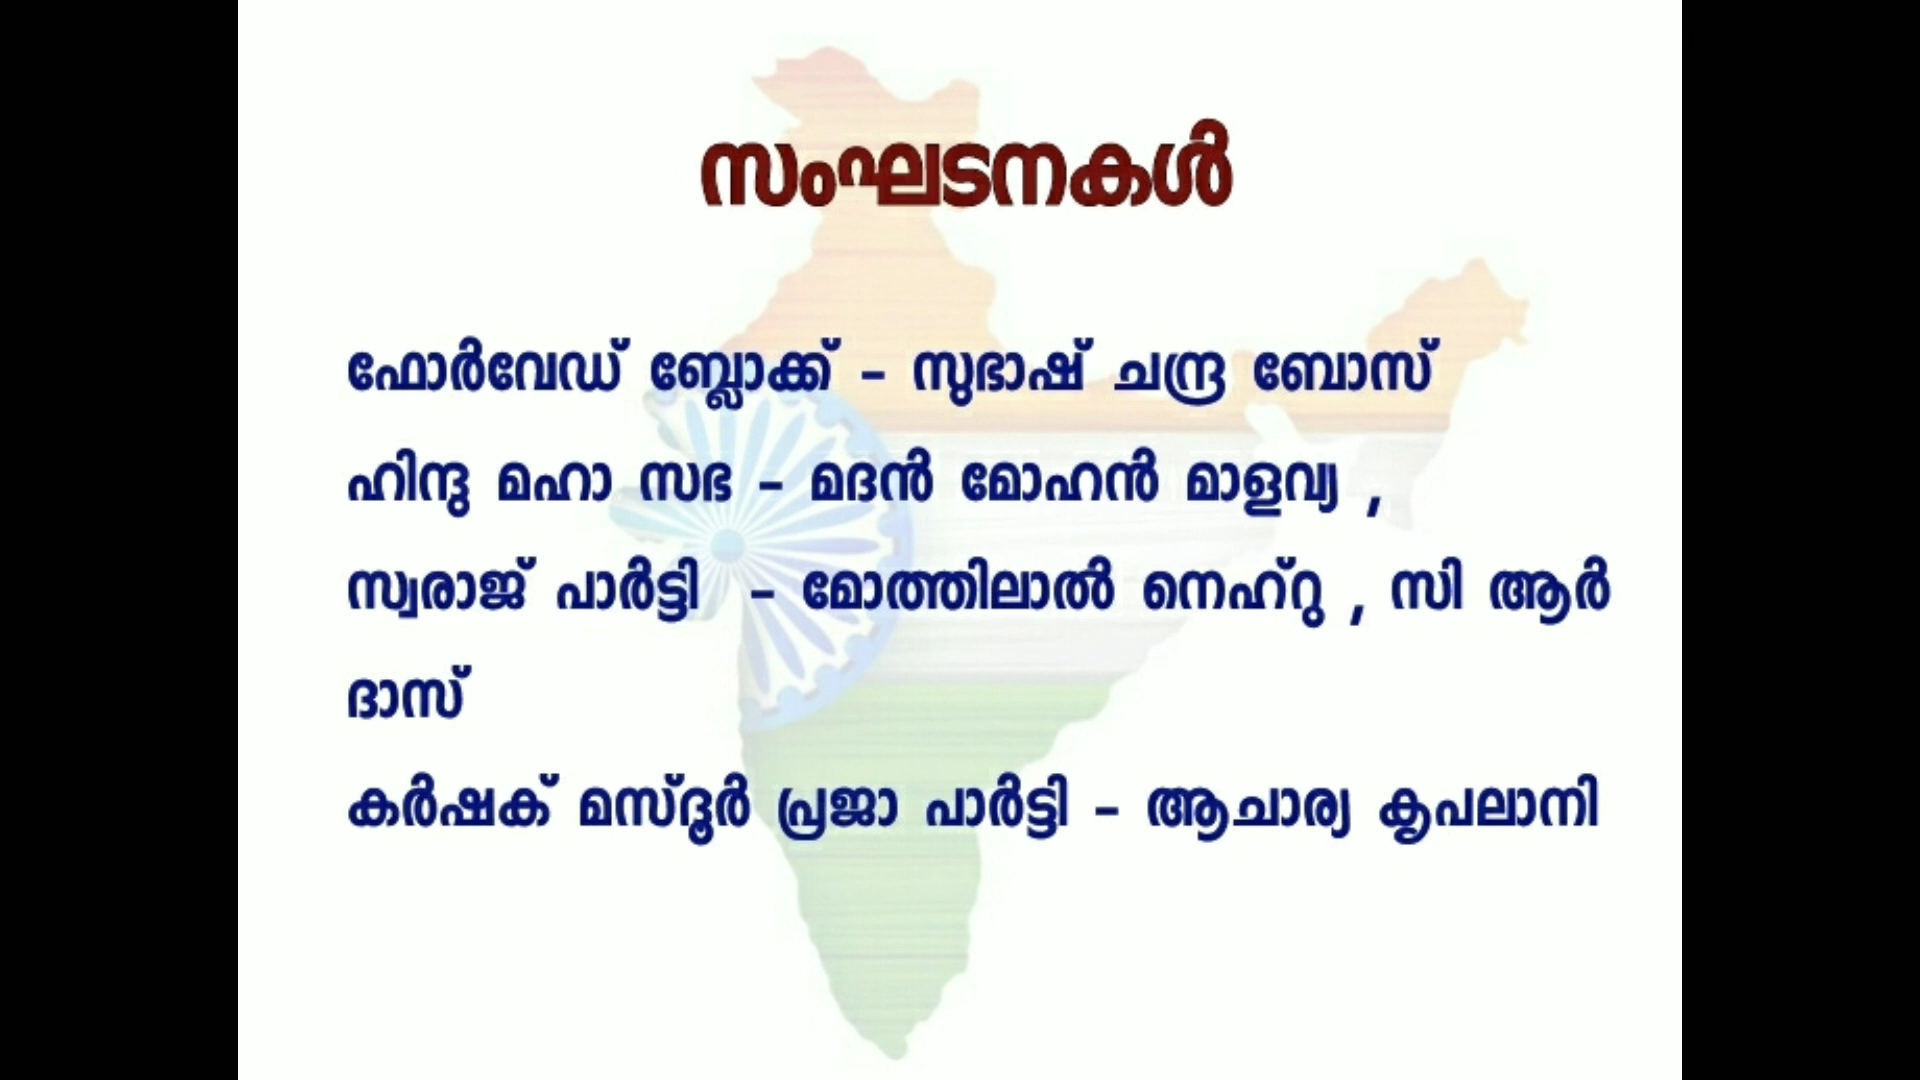 സംഘടനകൾ
ഫോർവേഡ് ബ്ലോക്ക് - സുഭാഷ് ചന്ദ്ര ബോസ്
ഹിന്ദു മഹാ സഭ - മദൻ മോഹൻ മാളവ്യ ,
സ്വരാജ് പാർട്ടി - മോത്തിലാൽ നെഹ്റു , സി ആർ
ദാസ്
കർഷക് മസ്ദൂർ പ്രജാ പാർട്ടി - ആചാര്യ കൃപലാനി